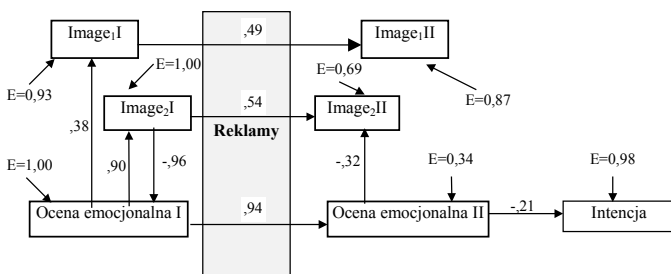 Image₁I
,49
Image₁II
E=1,00
E=0,69
E=0,93
E=0,87
Image₂I
,54
Image₂II
,38
Reklamy
E=1,00
,90
-,96
-,32
E=0,34
E=0,98
Ocena emocjonalna I
,94
Ocena emocjonalna II
-,21
Intencja